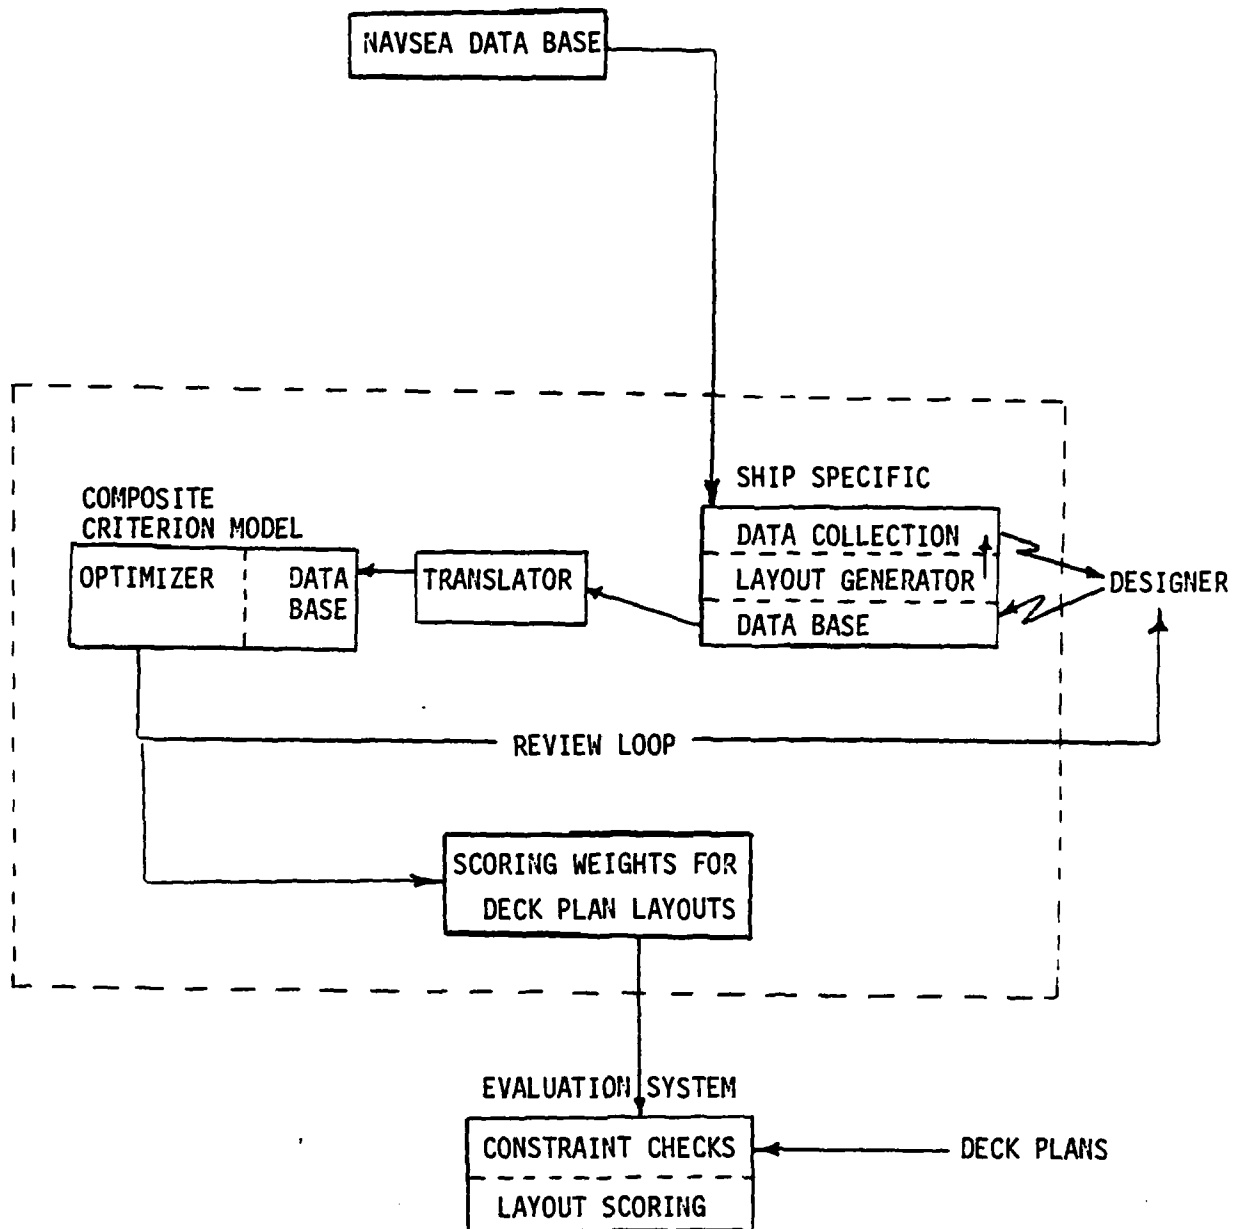 NAVSEA DATA BASE
SHIP SPECIFIC
COMPOSITE
CRITERION MODEL
DATA COLLECTION
OPTIMIZER
DATA
BASE
TRANSLATOR
LAYOUT GENERATOR
DESIGNER
DATA BASE
REVIEW LOOP
SCORING WEIGHTS FOR
DECK PLAN LAYOUTS
EVALUATION SYSTEM
CONSTRAINT CHECKS
DECK PLANS
LAYOUT SCORING